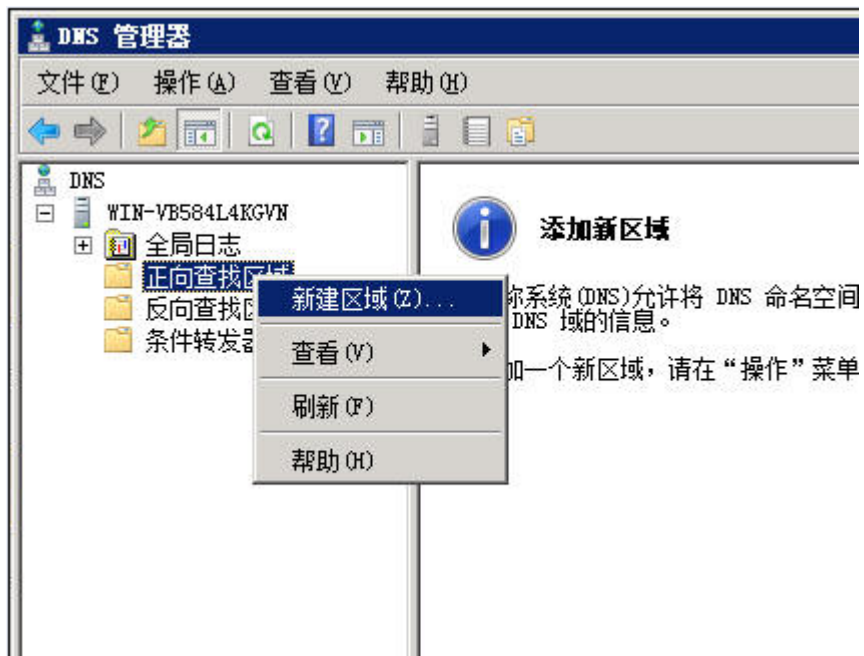 DNS 管理器
文件(F) 操作(A) 查看(V) 帮助(H)
DNS
WIN-VB584L4KGVN
全局日志
正向查找区域
反向查找区
条件转发器
新建区域(Z)...
查看(V)
刷新(F)
帮助(H)
添加新区域
称系统(DNS)允许将 DNS 命名空间
DNS 域的信息。
加一个新区域，请在“操作”菜单